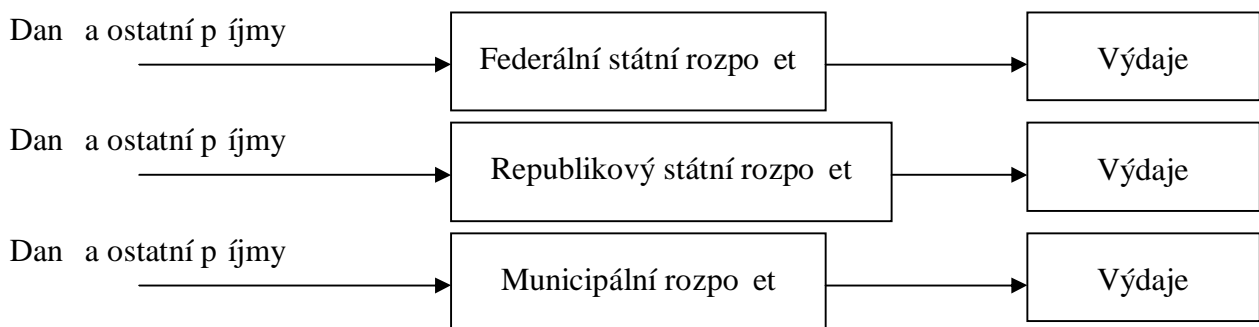 Dan a ostatní p íjmy
Federální státní rozpo et
Výdaje
Dan a ostatní p íjmy
Republikový státní rozpo et
Výdaje
Dan a ostatní p íjmy
Municipální rozpo et
Výdaje